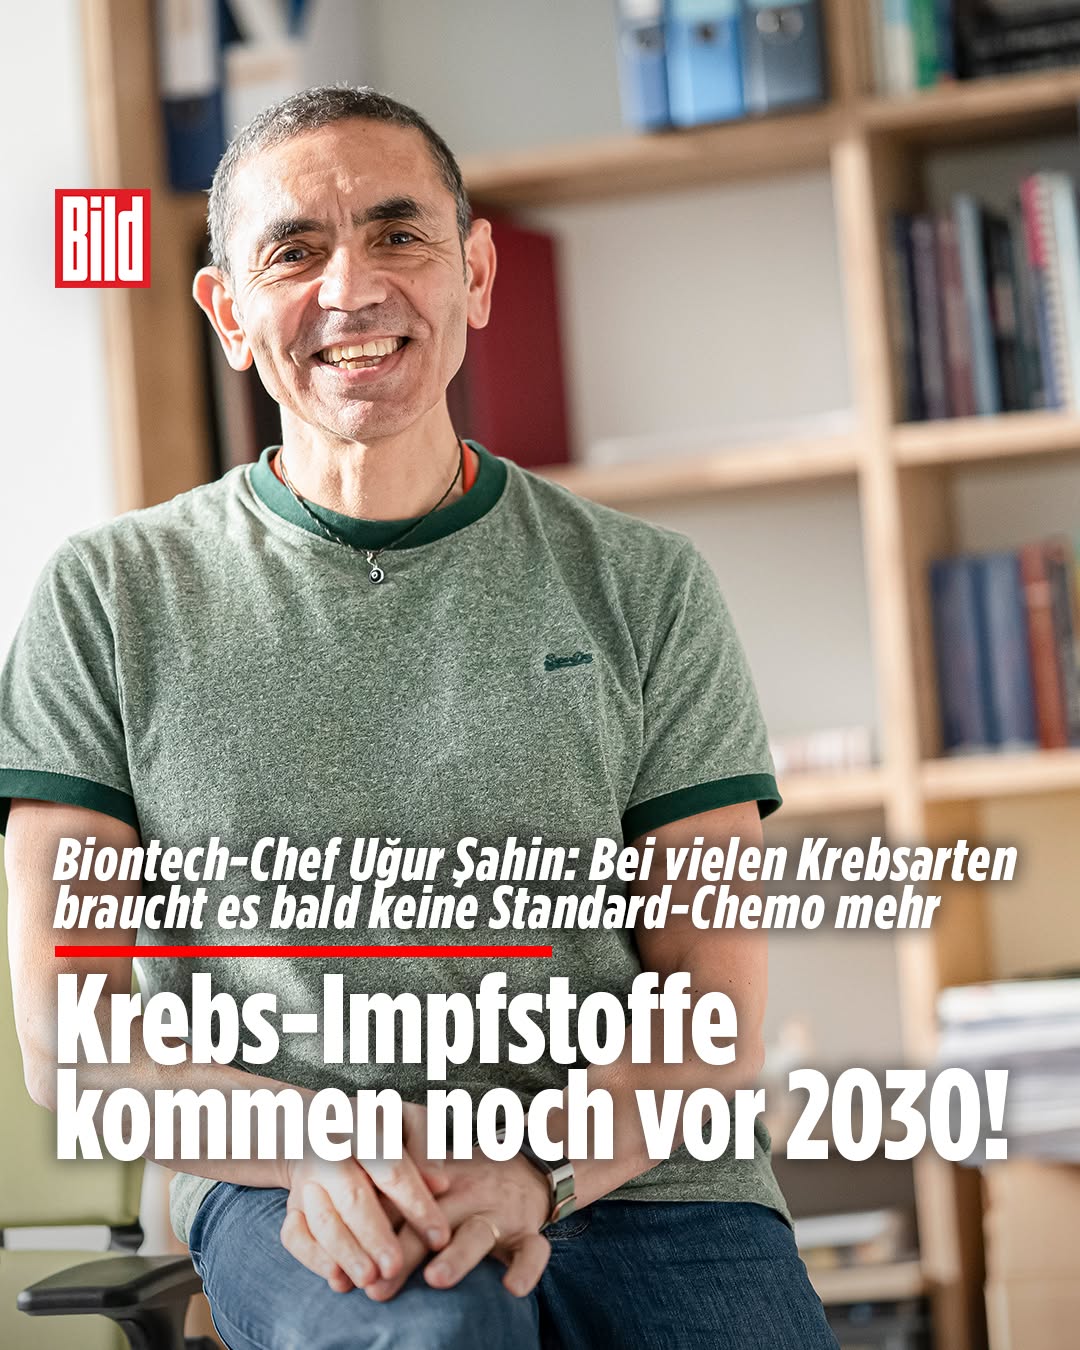 Bild
Biontech-Chef Uğur Şahin: Bei vielen Krebsarten
braucht es bald keine Standard-Chemo mehr
Krebs-Impfstoffe
kommen noch vor 2030!